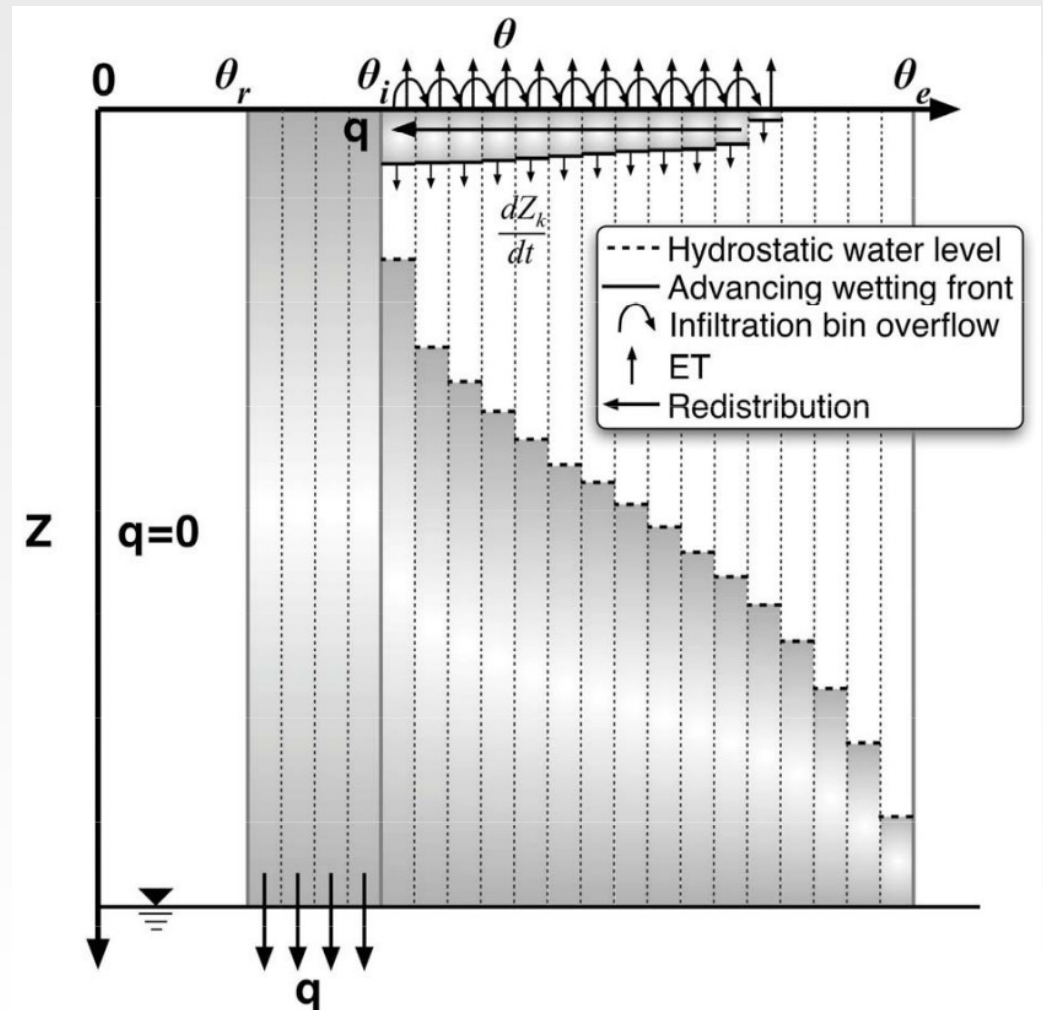 θ
0 θr θi θe
q
dZk
dt
Hydrostatic water level
Advancing wetting front
Infiltration bin overflow
ET
Redistribution
Z q=0
q